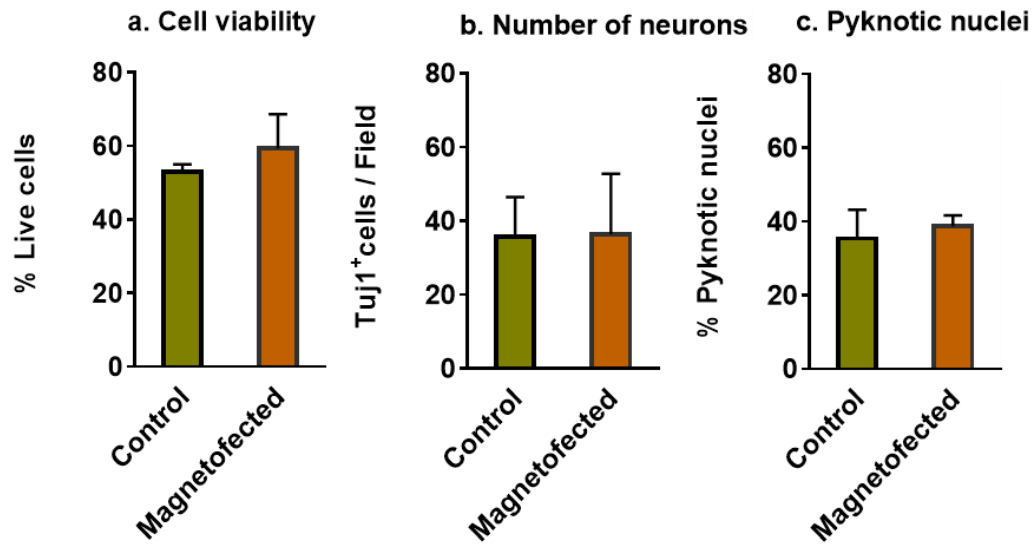 a. Cell viability
% Live cells
80
60
40
20
0
Control
Magnetofected
b. Number of neurons
Tuj1⁺cells / Field
80
60
40
20
0
Control
Magnetofected
c. Pyknotic nuclei
% Pyknotic nuclei
80
60
40
20
0
Control
Magnetofected